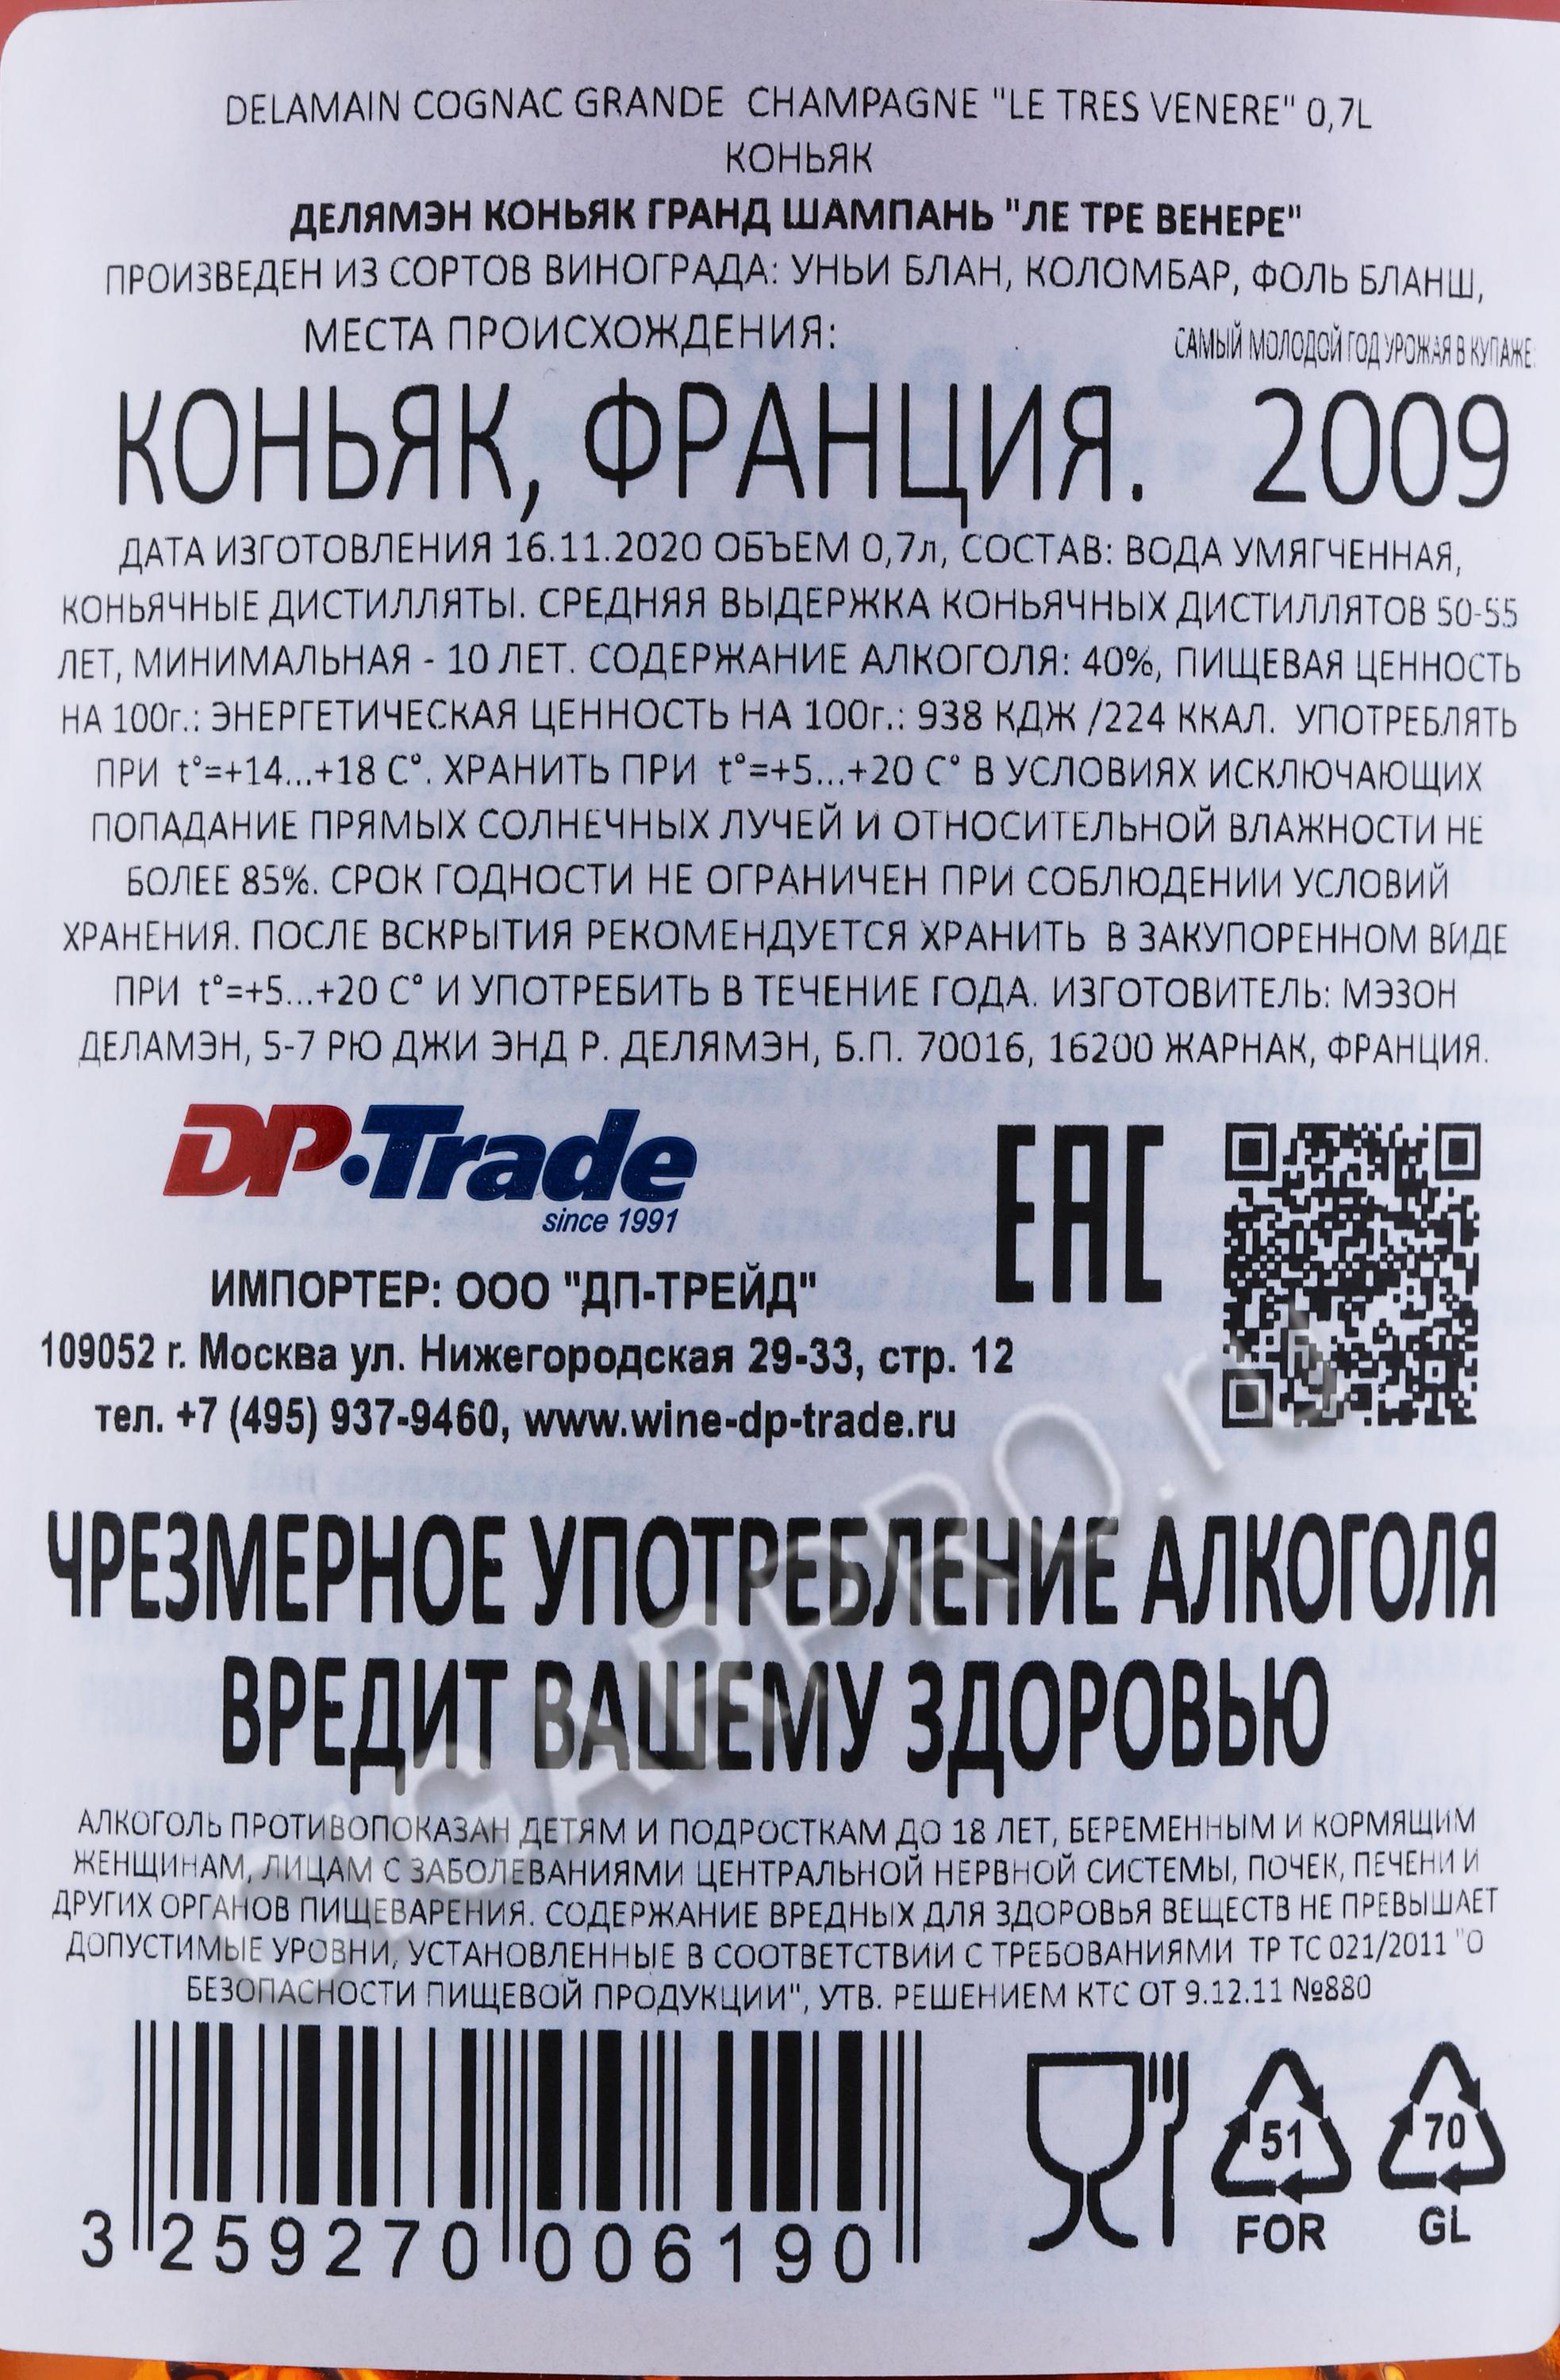 DELAMAIN COGNAC GRANDE CHAMPAGNE "LE TRES VENERE" 0,7L
КОНЬЯК
ДЕЛЯМЭН КОНЬЯК ГРАНД ШАМПАНЬ "ЛЕ ТРЕ ВЕНЕРЕ"
ПРОИЗВЕДЕН ИЗ СОРТОВ ВИНОГРАДА: УНЬИ БЛАН, КОЛОМБАР, ФОЛЬ БЛАНШ,
МЕСТА ПРОИСХОЖДЕНИЯ: САМЫЙ МОЛОДОЙ ГОД УРОЖАЯ В КУПАЖЕ:
КОНЬЯК, ФРАНЦИЯ. 2009
ДАТА ИЗГОТОВЛЕНИЯ 16.11.2020 ОБЪЕМ 0,7л, СОСТАВ: ВОДА УМЯГЧЕННАЯ,
КОНЬЯЧНЫЕ ДИСТИЛЛЯТЫ. СРЕДНЯЯ ВЫДЕРЖКА КОНЬЯЧНЫХ ДИСТИЛЛЯТОВ 50-55
ЛЕТ, МИНИМАЛЬНАЯ - 10 ЛЕТ. СОДЕРЖАНИЕ АЛКОГОЛЯ: 40%, ПИЩЕВАЯ ЦЕННОСТЬ
НА 100г.: ЭНЕРГЕТИЧЕСКАЯ ЦЕННОСТЬ НА 100г.: 938 КДЖ /224 ККАЛ. УПОТРЕБЛЯТЬ
ПРИ t°=+14...+18 С°. ХРАНИТЬ ПРИ t°=+5...+20 С° В УСЛОВИЯХ ИСКЛЮЧАЮЩИХ
ПОПАДАНИЕ ПРЯМЫХ СОЛНЕЧНЫХ ЛУЧЕЙ И ОТНОСИТЕЛЬНОЙ ВЛАЖНОСТИ НЕ
БОЛЕЕ 85%. СРОК ГОДНОСТИ НЕ ОГРАНИЧЕН ПРИ СОБЛЮДЕНИИ УСЛОВИЙ
ХРАНЕНИЯ. ПОСЛЕ ВСКРЫТИЯ РЕКОМЕНДУЕТСЯ ХРАНИТЬ В ЗАКУПОРЕННОМ ВИДЕ
ПРИ t°=+5...+20 С° И УПОТРЕБИТЬ В ТЕЧЕНИЕ ГОДА. ИЗГОТОВИТЕЛЬ: МЭЗОН
ДЕЛАМЭН, 5-7 РЮ ДЖИ ЭНД Р. ДЕЛЯМЭН, Б.П. 70016, 16200 ЖАРНАК, ФРАНЦИЯ.
DP.Trade
since 1991
EAC
ИМПОРТЕР: ООО "ДП-ТРЕЙД"
109052 г. Москва ул. Нижегородская 29-33, стр. 12
тел. +7 (495) 937-9460, www.wine-dp-trade.ru
ЧРЕЗМЕРНОЕ УПОТРЕБЛЕНИЕ АЛКОГОЛЯ
ВРЕДИТ ВАШЕМУ ЗДОРОВЬЮ
CIGARPRO.ru
АЛКОГОЛЬ ПРОТИВОПОКАЗАН ДЕТЯМ И ПОДРОСТКАМ ДО 18 ЛЕТ, БЕРЕМЕННЫМ И КОРМЯЩИМ
ЖЕНЩИНАМ, ЛИЦАМ С ЗАБОЛЕВАНИЯМИ ЦЕНТРАЛЬНОЙ НЕРВНОЙ СИСТЕМЫ, ПОЧЕК, ПЕЧЕНИ И
ДРУГИХ ОРГАНОВ ПИЩЕВАРЕНИЯ. СОДЕРЖАНИЕ ВРЕДНЫХ ДЛЯ ЗДОРОВЬЯ ВЕЩЕСТВ НЕ ПРЕВЫШАЕТ
ДОПУСТИМЫЕ УРОВНИ, УСТАНОВЛЕННЫЕ В СООТВЕТСТВИИ С ТРЕБОВАНИЯМИ ТР ТС 021/2011 "О
БЕЗОПАСНОСТИ ПИЩЕВОЙ ПРОДУКЦИИ", УТВ. РЕШЕНИЕМ КТС ОТ 9.12.11 №880
3 259270 006190
51 70
FOR GL